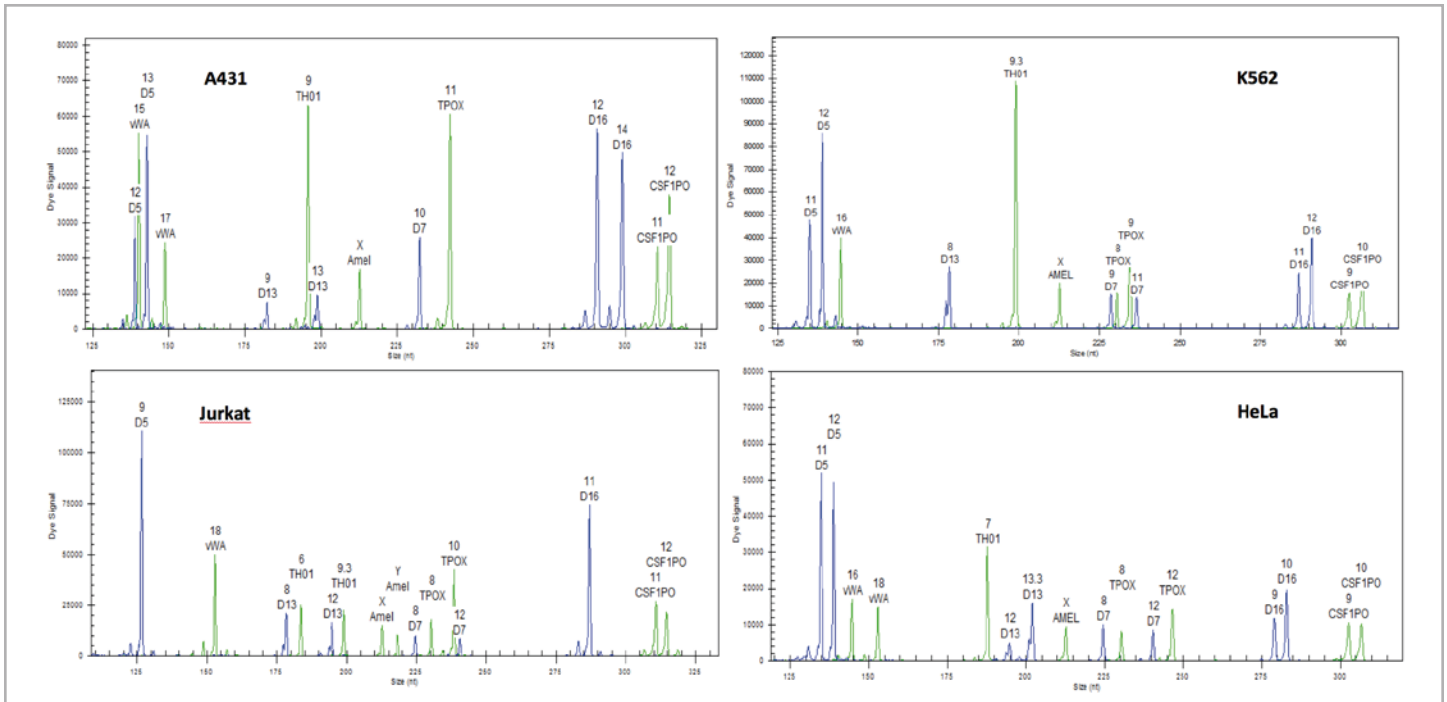 A431
80000
70000
60000
50000
40000
30000
20000
10000
0
Dye Signal
12
D5
15
vWA
13
D5
17
vWA
9
D13
9
TH01
13
D13
X
Amel
10
D7
11
TPOX
12
D16
14
D16
11
CSF1PO
12
CSF1PO
125
150
175
200
225
250
275
300
325
Size (nt)
K562
120000
110000
100000
90000
80000
70000
60000
50000
40000
30000
20000
10000
0
Dye Signal
11
D5
12
D5
16
vWA
8
D13
9.3
TH01
X
AMEL
9
D7
8
TPOX
9
TPOX
11
D7
11
D16
12
D16
9
CSF1PO
10
CSF1PO
125
150
175
200
225
250
275
300
Size (nt)
Jurkat
125000
100000
75000
50000
25000
0
Dye Signal
9
D5
18
vWA
8
D13
6
TH01
12
D13
9.3
TH01
X
Amel
Y
Amel
8
D7
8
TPOX
10
TPOX
12
D7
11
D16
11
CSF1PO
12
CSF1PO
125
150
175
200
225
250
275
300
325
Size (nt)
HeLa
80000
70000
60000
50000
40000
30000
20000
10000
0
Dye Signal
11
D5
12
D5
16
vWA
18
vWA
7
TH01
12
D13
13.3
D13
X
AMEL
8
D7
8
TPOX
12
D7
12
TPOX
9
D16
10
D16
9
CSF1PO
10
CSF1PO
125
150
175
200
225
250
275
300
Size (nt)